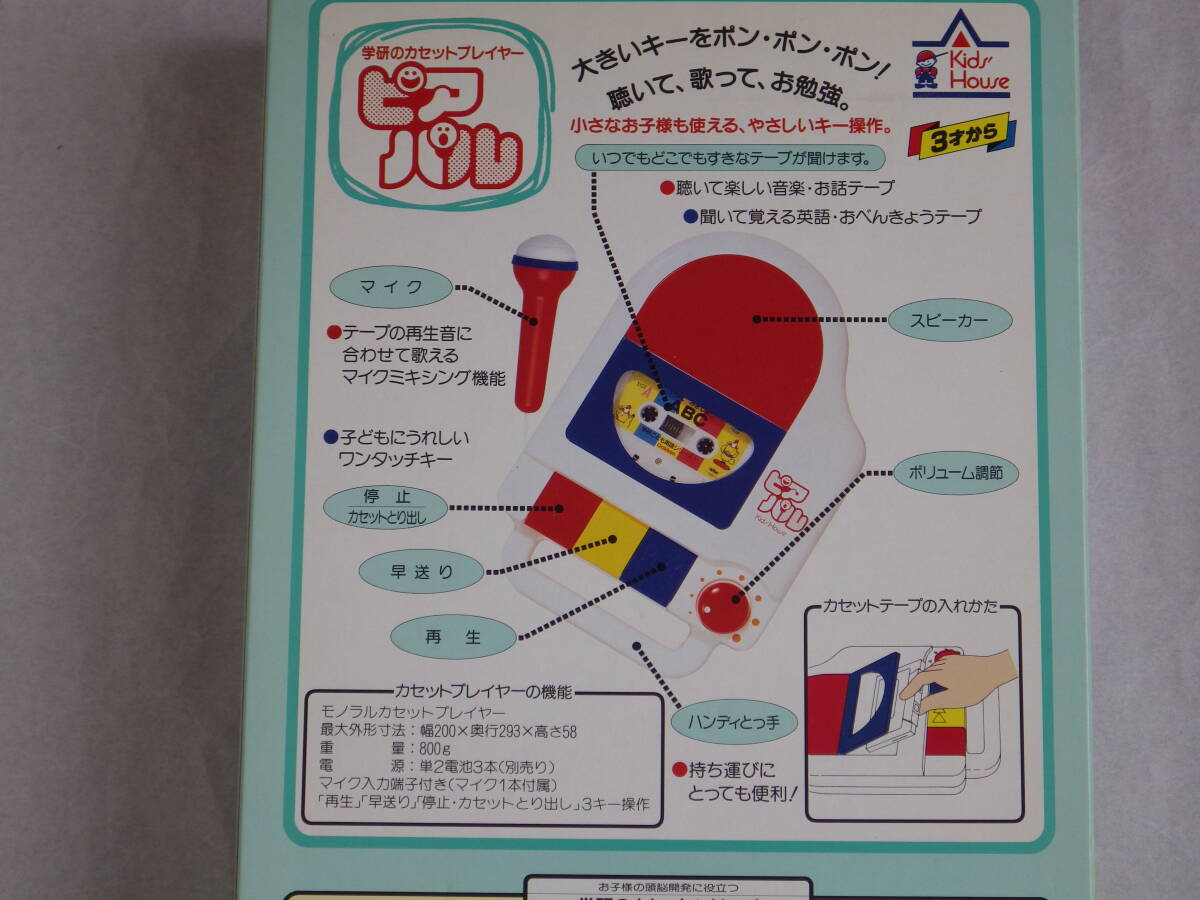 学研のカセットプレイヤー
ピアパル
大きいキーをポン・ポン・ポン!
聴いて、歌って、お勉強。
小さなお子様も使える、やさしいキー操作。
Kids'
House
3才から
いつでもどこでもすきなテープが聞けます。
●聴いて楽しい音楽・お話テープ
●聞いて覚える英語・おべんきょうテープ
マイク
●テープの再生音に
合わせて歌える
マイクミキシング機能
●子どもにうれしい
ワンタッチキー
停止
カセットとり出し
早送り
再生
スピーカー
ボリューム調節
ABC
A
ピアパル
Kids' House
ハンディとっ手
●持ち運びに
とっても便利!
カセットテープの入れかた
カセットプレイヤーの機能
モノラルカセットプレイヤー
最大外形寸法:幅200×奥行293×高さ58
重量:800g
電源:単2電池3本(別売り)
マイク入力端子付き(マイク1本付属)
「再生」「早送り」「停止・カセットとり出し」3キー操作
お子様の頭脳開発に役立つ